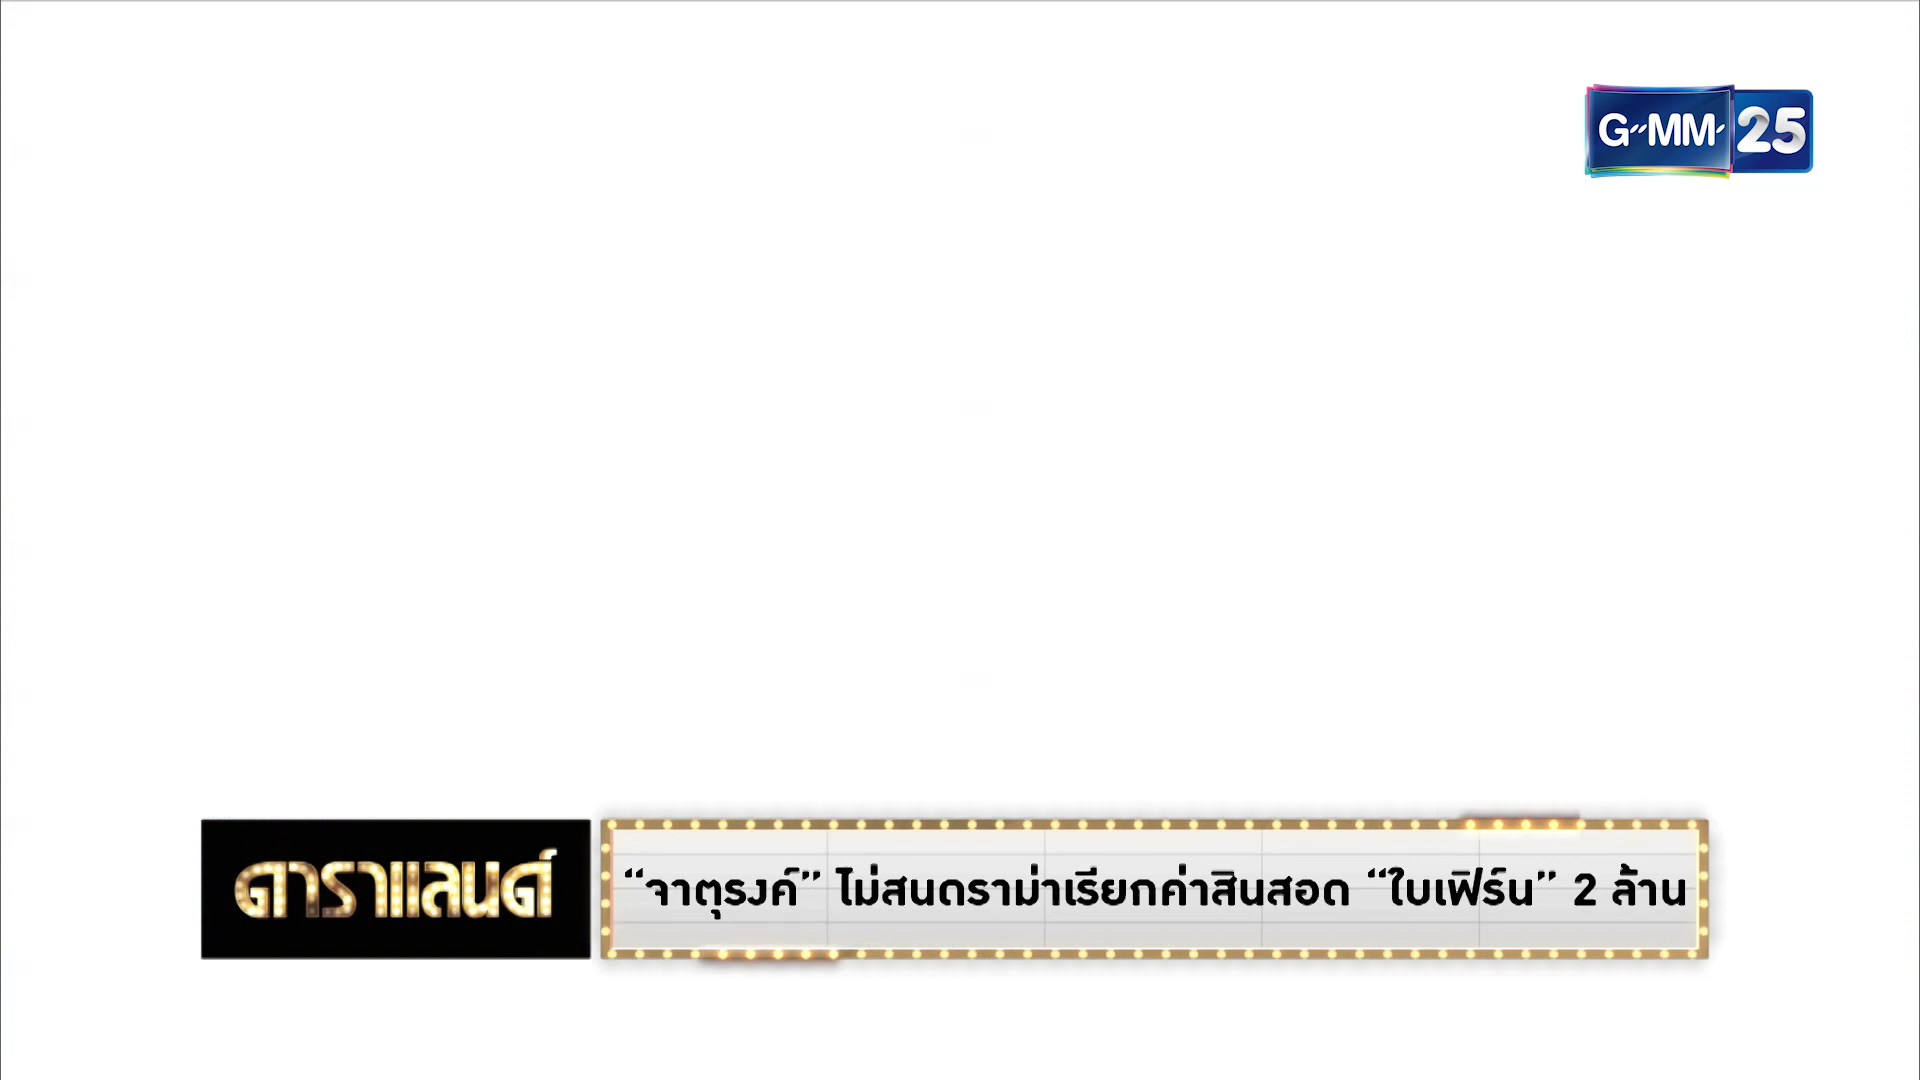 GMM 25
ดาราแลนด์
“จาตุรงค์” ไม่สนดราม่าเรียกค่าสินสอด “ใบเฟิร์น” 2 ล้าน